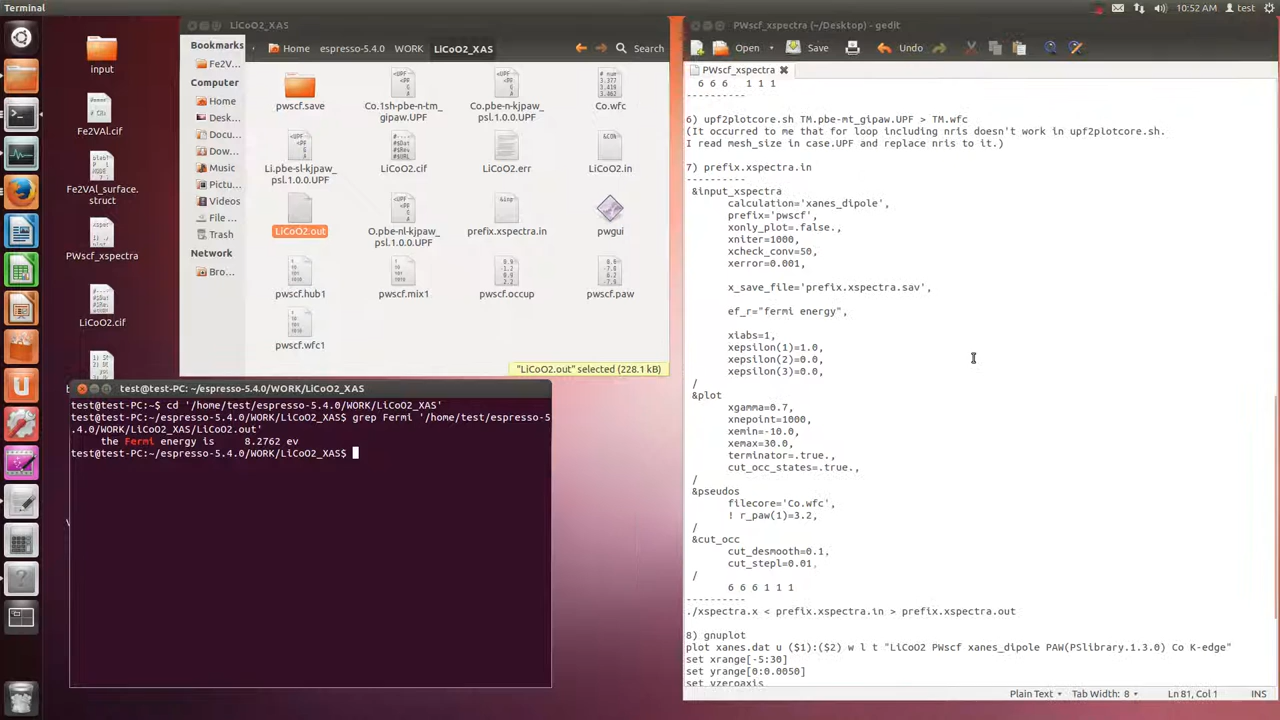 Terminal
10:52 AM
test
input
Fe2VAl.cif
Fe2VAl_surface.
struct
PWscf_xspectra
LiCoO2.cif
LiCoO2_XAS
Bookmarks
Fe2V...
Computer
Home
Desk...
Docu...
Dow...
Music
Pictu...
Videos
File ...
Trash
Network
Bro...
Home
espresso-5.4.0
WORK
LiCoO2_XAS
Search
pwscf.save
Co.1sh-pbe-n-tm_
gipaw.UPF
Co.pbe-n-kjpaw_
psl.1.0.0.UPF
Co.wfc
Li.pbe-sl-kjpaw_
psl.1.0.0.UPF
LiCoO2.cif
LiCoO2.err
LiCoO2.in
LiCoO2.out
O.pbe-nl-kjpaw_
psl.1.0.0.UPF
prefix.xspectra.in
pwgui
pwscf.hub1
pwscf.mix1
pwscf.occup
pwscf.paw
pwscf.wfc1
"LiCoO2.out" selected (228.1 kB)
test@test-PC: ~/espresso-5.4.0/WORK/LiCoO2_XAS
test@test-PC:~$ cd '/home/test/espresso-5.4.0/WORK/LiCoO2_XAS'
test@test-PC:~/espresso-5.4.0/WORK/LiCoO2_XAS$ grep Fermi '/home/test/espresso-5
.4.0/WORK/LiCoO2_XAS/LiCoO2.out'
the Fermi energy is     8.2762 ev
test@test-PC:~/espresso-5.4.0/WORK/LiCoO2_XAS$
PWscf_xspectra (~/Desktop) - gedit
Open
Save
Undo
PWscf_xspectra
6 6 6   1 1 1
----------
6) upf2plotcore.sh TM.pbe-mt_gipaw.UPF > TM.wfc
(It occurred to me that for loop including nris doesn't work in upf2plotcore.sh.
I read mesh_size in case.UPF and replace nris to it.)
7) prefix.xspectra.in
----------
&input_xspectra
calculation='xanes_dipole',
prefix='pwscf',
xonly_plot=.false.,
xniter=1000,
xcheck_conv=50,
xerror=0.001,
x_save_file='prefix.xspectra.sav',
ef_r="fermi energy",
xiabs=1,
xepsilon(1)=1.0,
xepsilon(2)=0.0,
xepsilon(3)=0.0,
/
&plot
xgamma=0.7,
xnepoint=1000,
xemin=-10.0,
xemax=30.0,
terminator=.true.,
cut_occ_states=.true.,
/
&pseudos
filecore='Co.wfc',
! r_paw(1)=3.2,
/
&cut_occ
cut_desmooth=0.1,
cut_stepl=0.01,
/
6 6 6 1 1 1
----------
./xspectra.x < prefix.xspectra.in > prefix.xspectra.out
8) gnuplot
plot xanes.dat u ($1):($2) w l t "LiCoO2 PWscf xanes_dipole PAW(PSlibrary.1.3.0) Co K-edge"
set xrange[-5:30]
set yrange[0:0.0050]
set yzeroaxis
Plain Text
Tab Width: 8
Ln 81, Col 1
INS